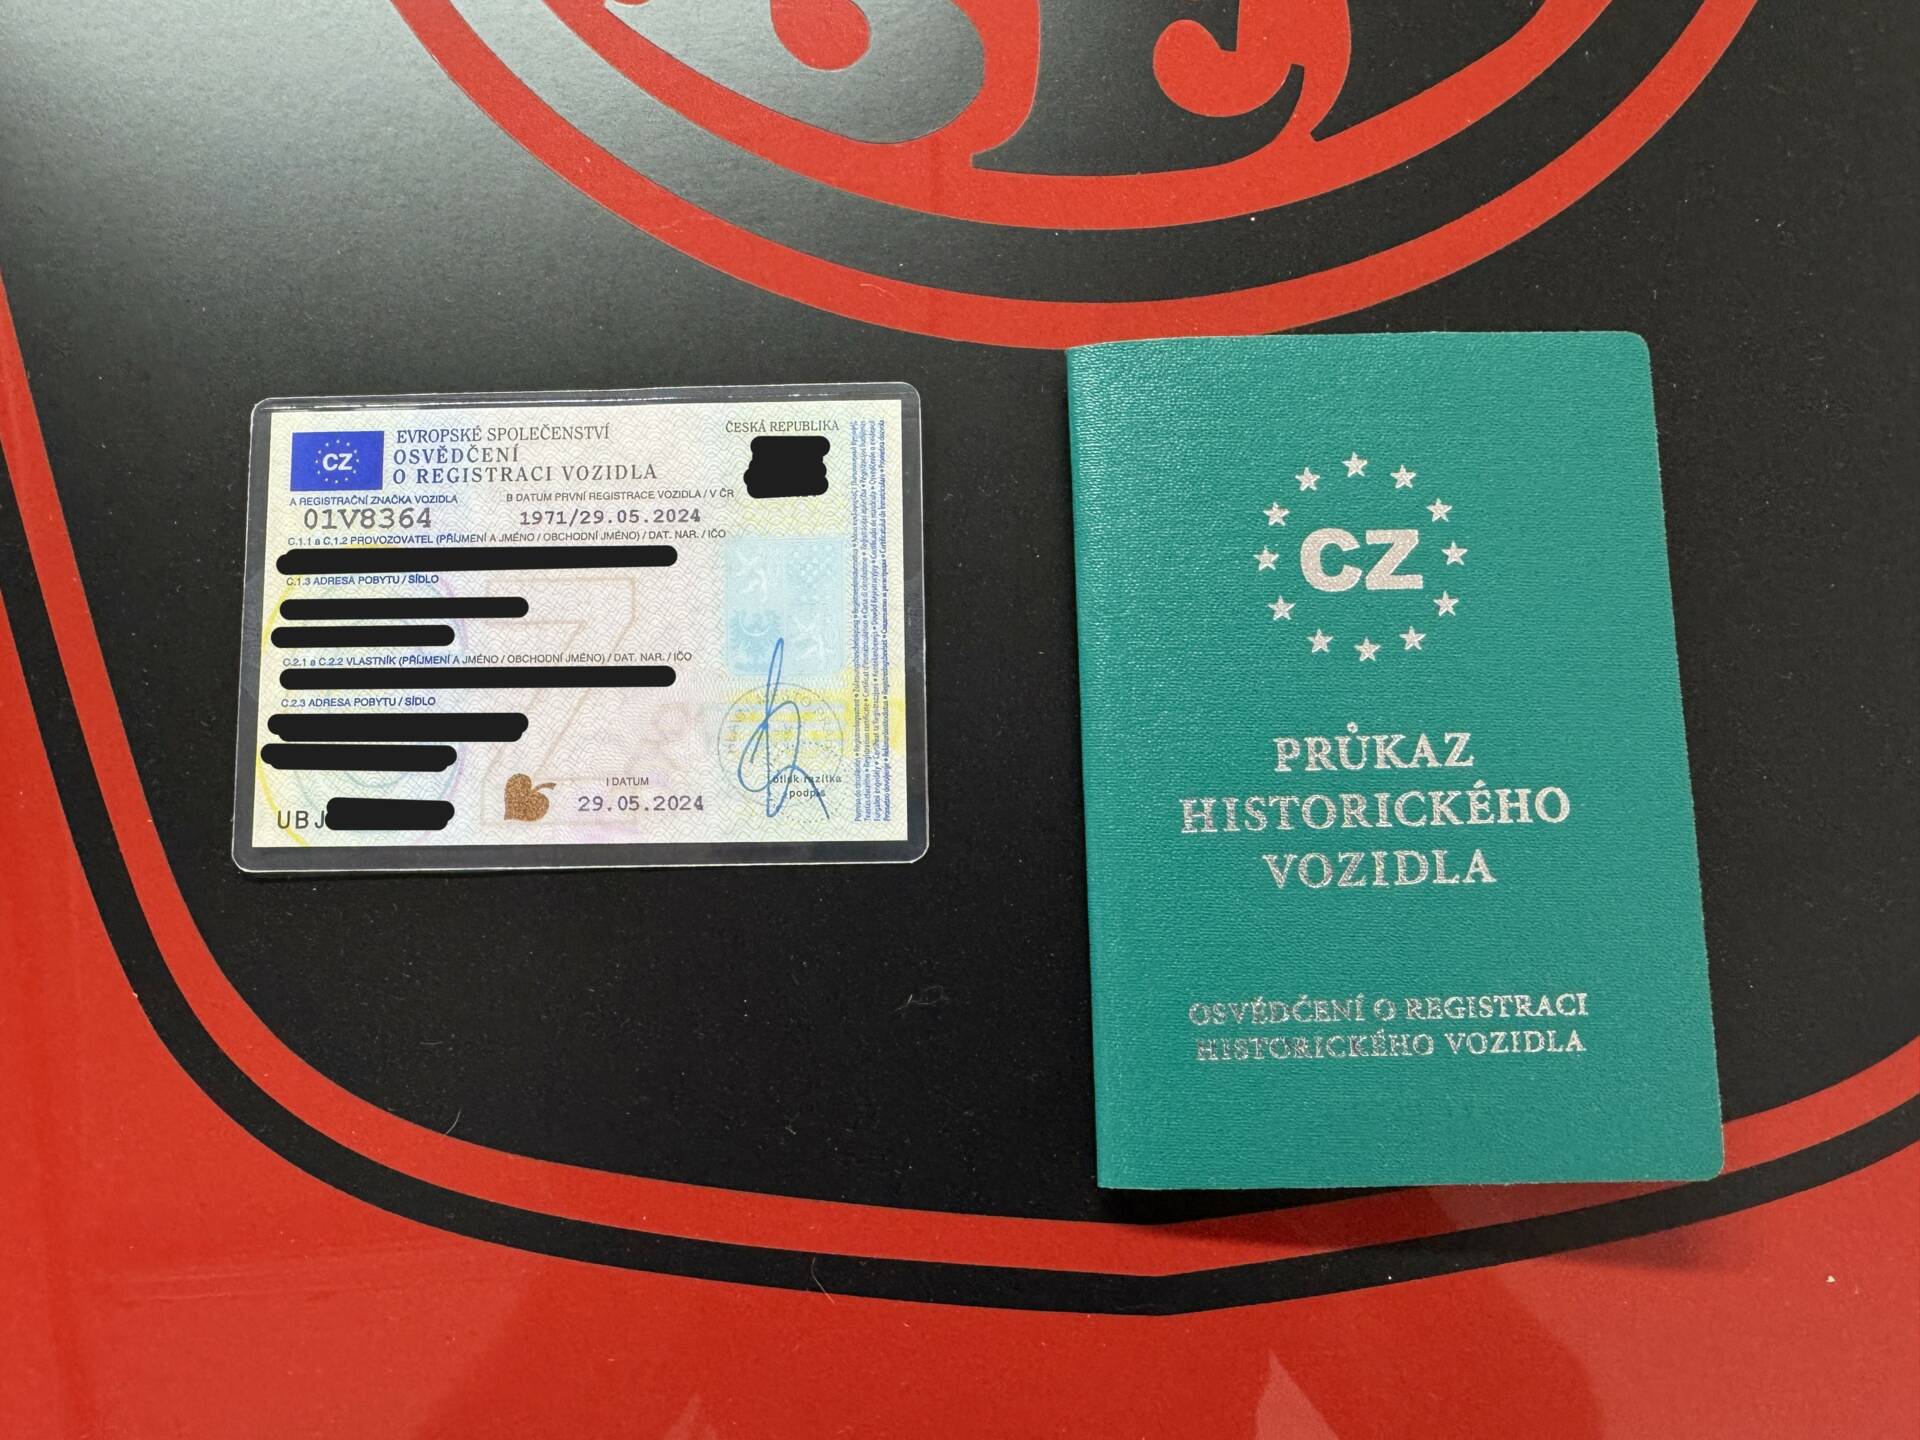 CZ
EVROPSKÉ SPOLEČENSTVÍ
OSVĚDČENÍ
O REGISTRACI VOZIDLA
ČESKÁ REPUBLIKA
A REGISTRAČNÍ ZNAČKA VOZIDLA
B DATUM PRVNÍ REGISTRACE VOZIDLA / V ČR
01V8364
1971/29.05.2024
C.1.1 a C.1.2 PROVOZOVATEL (PŘÍJMENÍ A JMÉNO / OBCHODNÍ JMÉNO) / DAT. NAR. / IČO
C.1.3 ADRESA POBYTU / SÍDLO
C.2.1 a C.2.2 VLASTNÍK (PŘÍJMENÍ A JMÉNO / OBCHODNÍ JMÉNO) / DAT. NAR. / IČO
C.2.3 ADRESA POBYTU / SÍDLO
I DATUM
29.05.2024
otisk razítka
podpis
UBJ
CZ
PRŮKAZ
HISTORICKÉHO
VOZIDLA
OSVĚDČENÍ O REGISTRACI
HISTORICKÉHO VOZIDLA